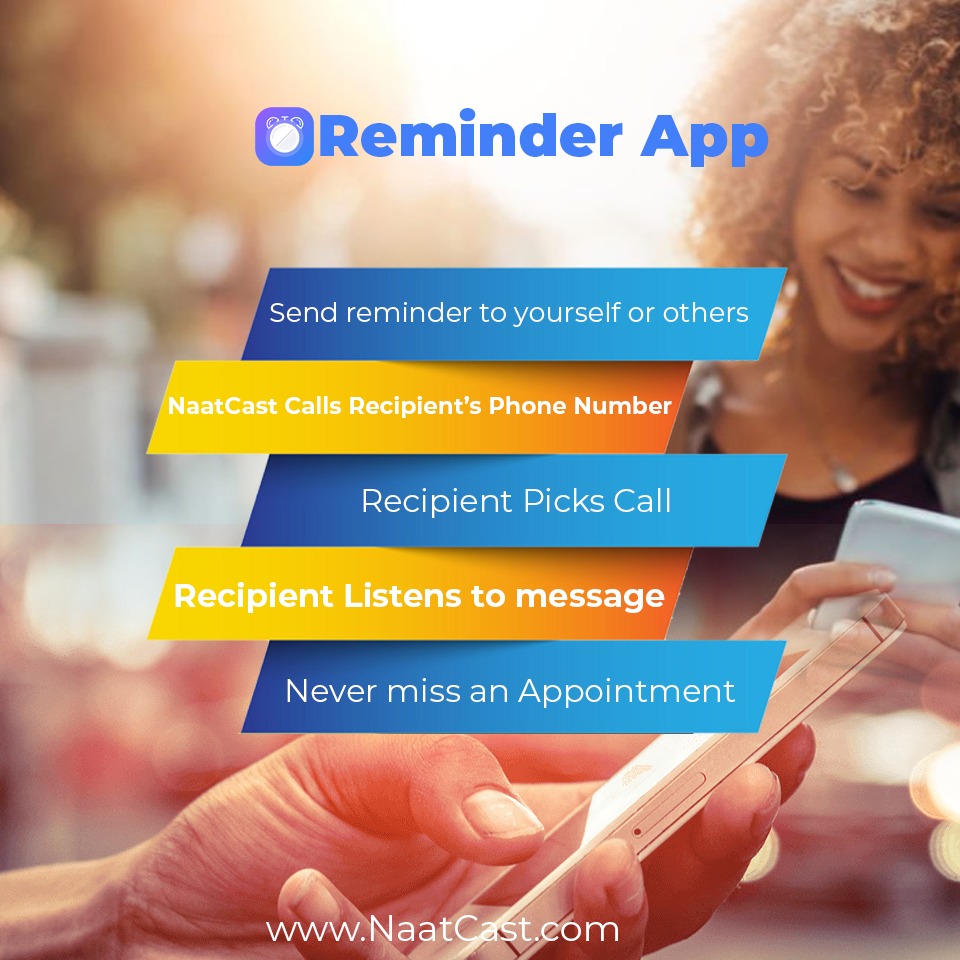 Reminder App
Send reminder to yourself or others
NaatCast Calls Recipient’s Phone Number
Recipient Picks Call
Recipient Listens to message
Never miss an Appointment
www.NaatCast.com